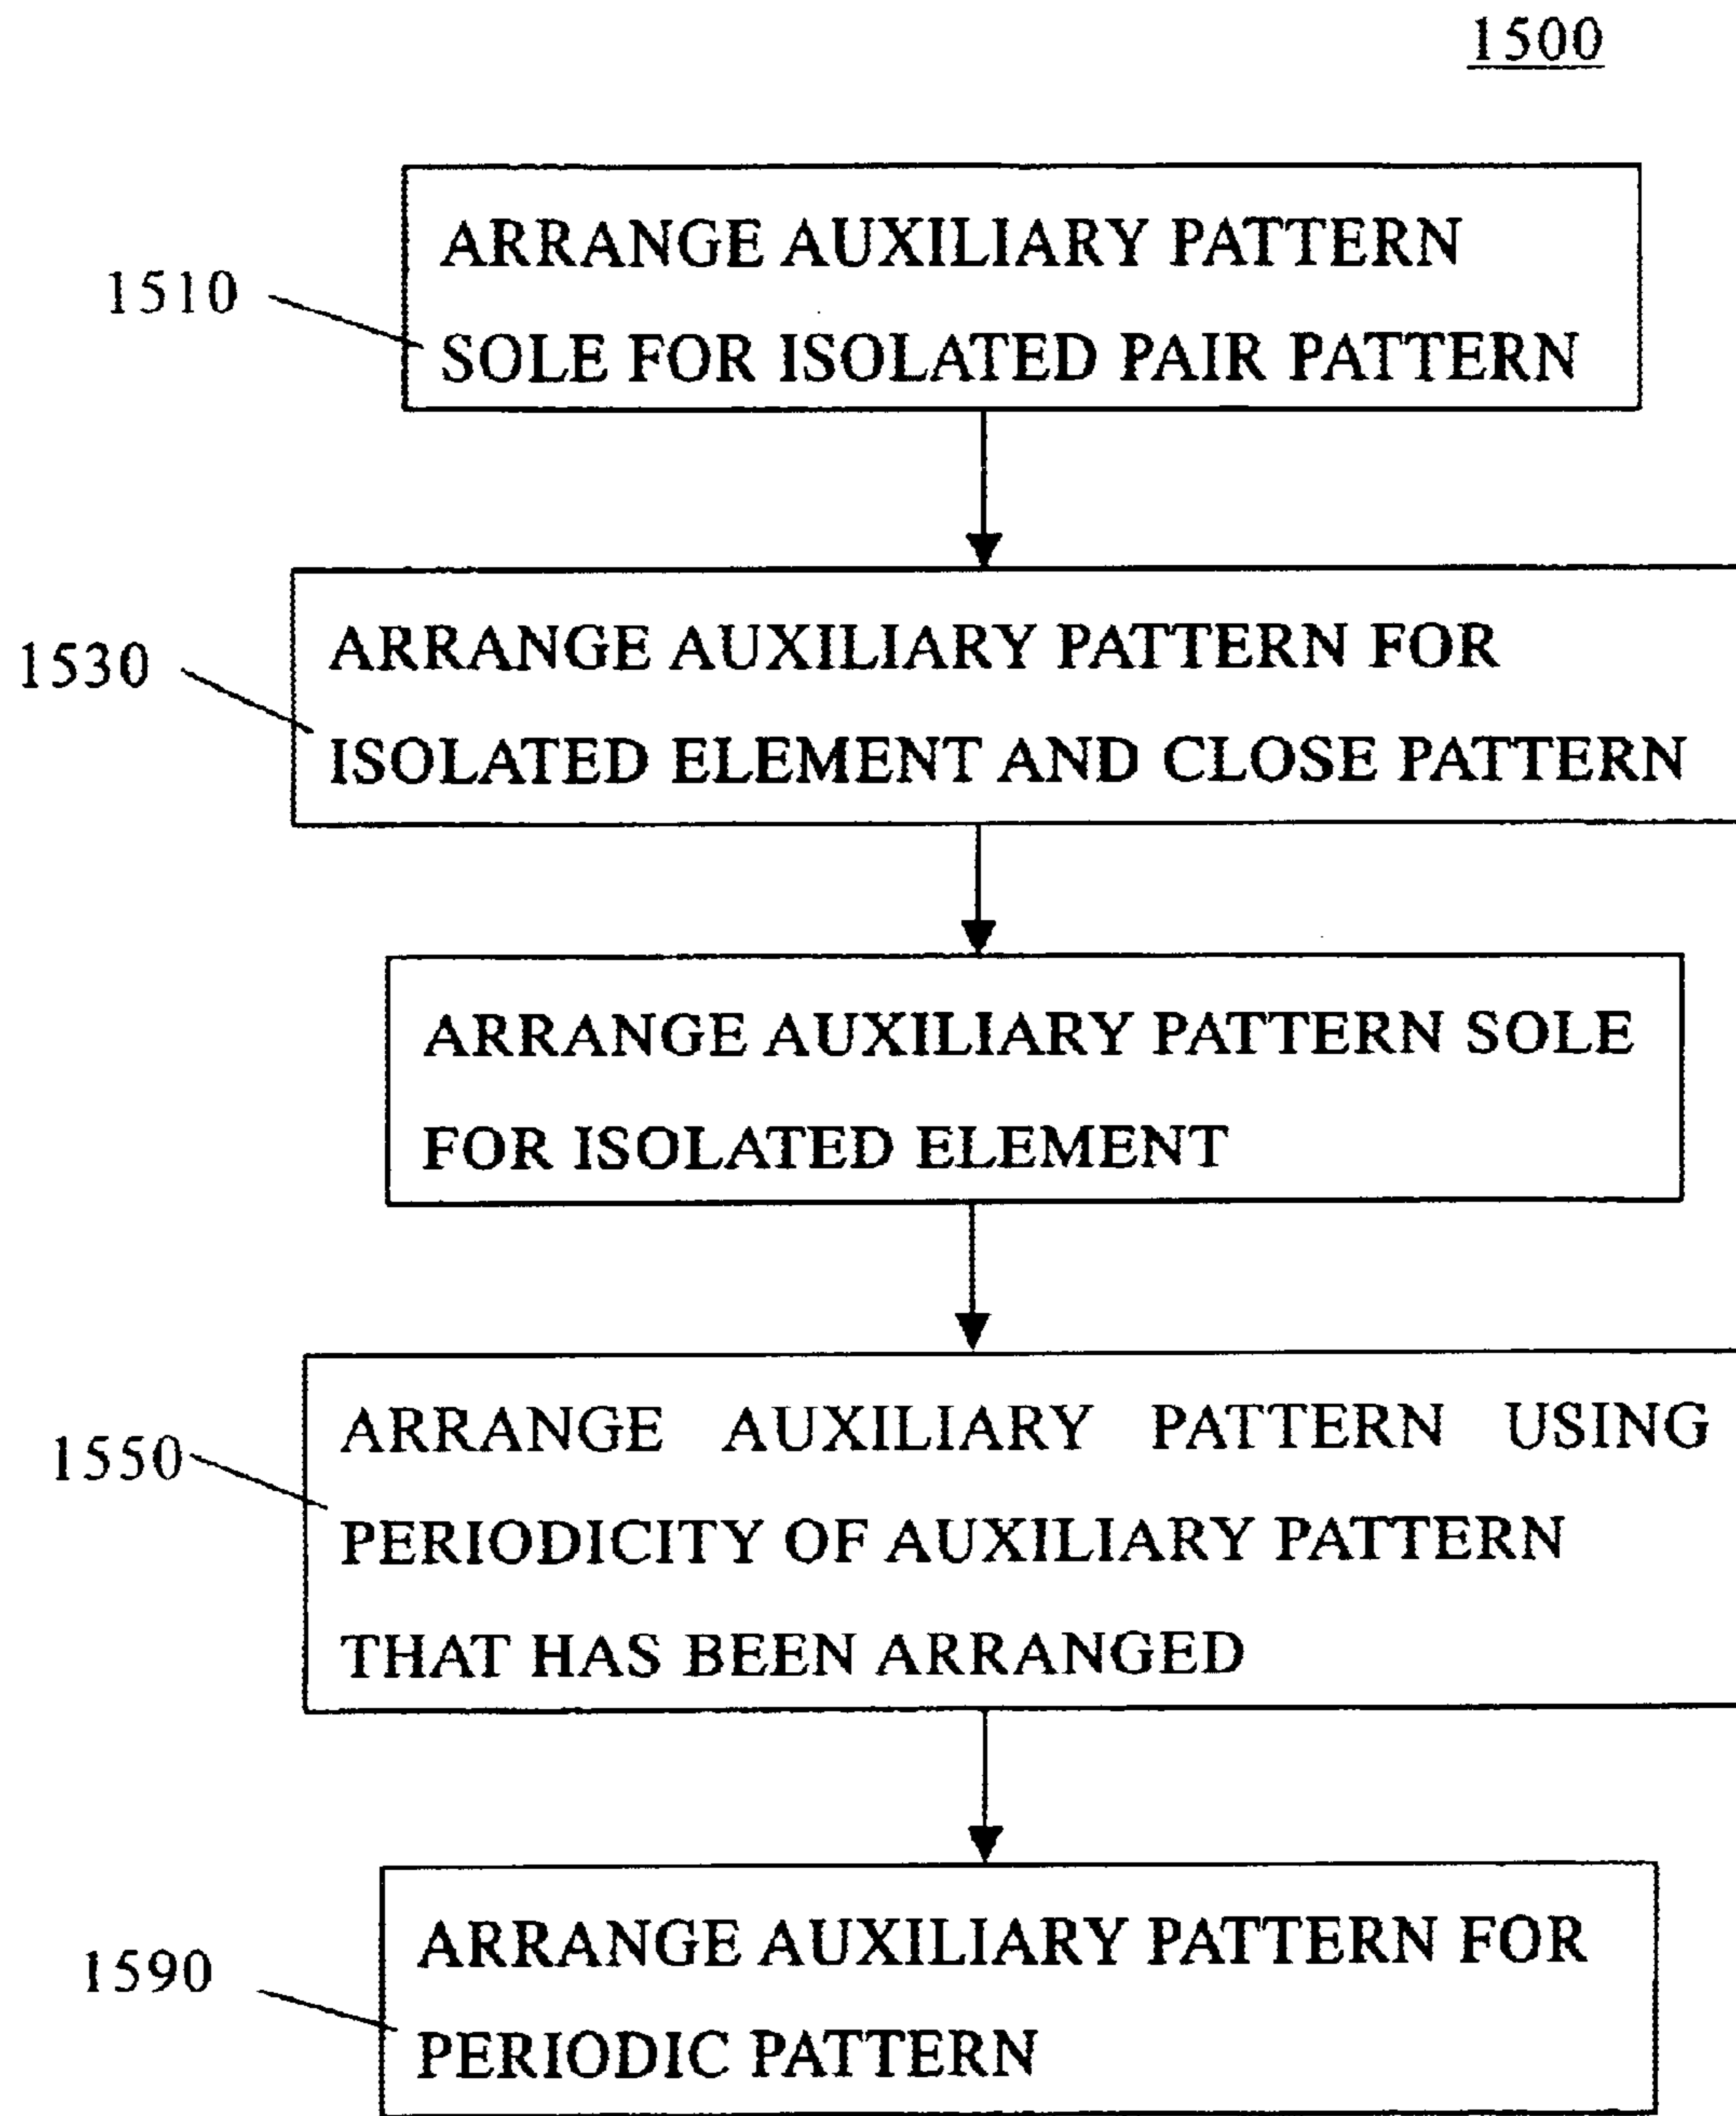 1500
ARRANGE AUXILIARY PATTERN
1510
SOLE FOR ISOLATED PAIR PATTERN
ARRANGE AUXILIARY PATTERN FOR
1530
ISOLATED ELEMENT AND CLOSE PATTERN
ARRANGE AUXILIARY PATTERN SOLE
FOR ISOLATED ELEMENT
ARRANGE AUXILIARY PATTERN USING
1550
PERIODICITY OF AUXILIARY PATTERN
THAT HAS BEEN ARRANGED
ARRANGE AUXILIARY PATTERN FOR
1590
PERIODIC PATTERN